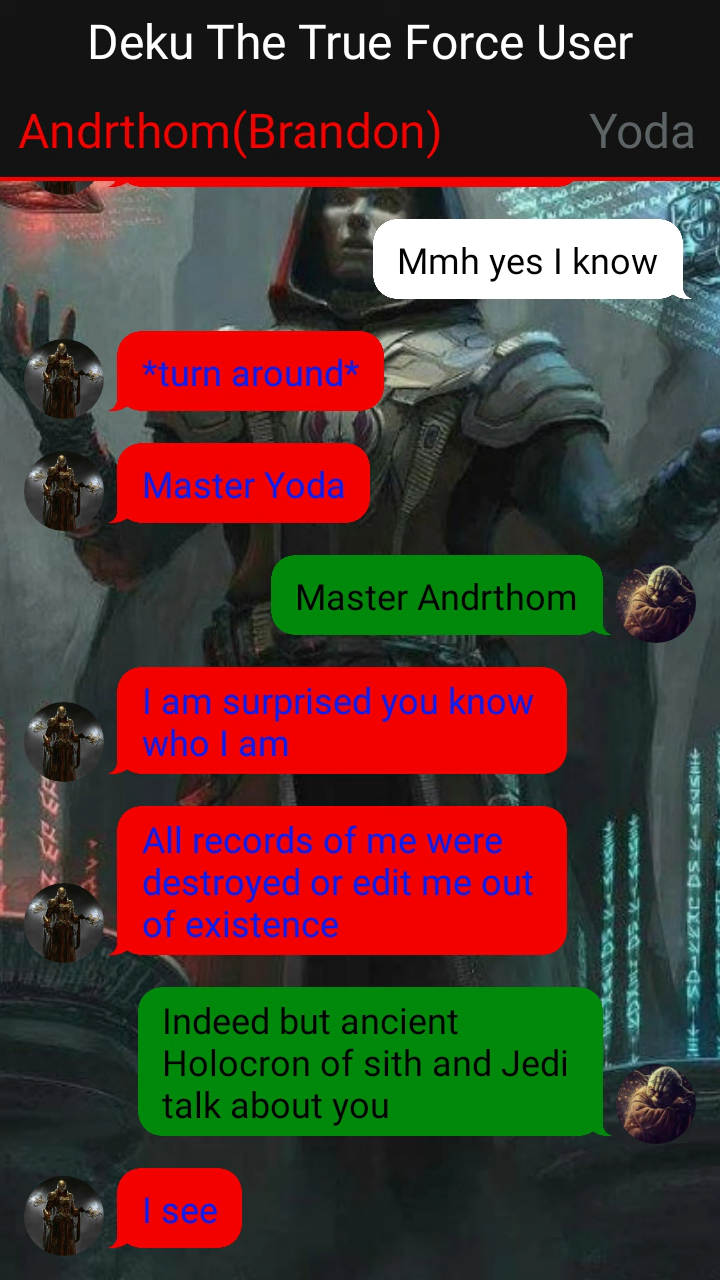 Deku The True Force User
Andrthom(Brandon)
Yoda
Mmh yes I know
*turn around*
Master Yoda
Master Andrthom
I am surprised you know
who I am
All records of me were
destroyed or edit me out
of existence
Indeed but ancient
Holocron of sith and Jedi
talk about you
I see